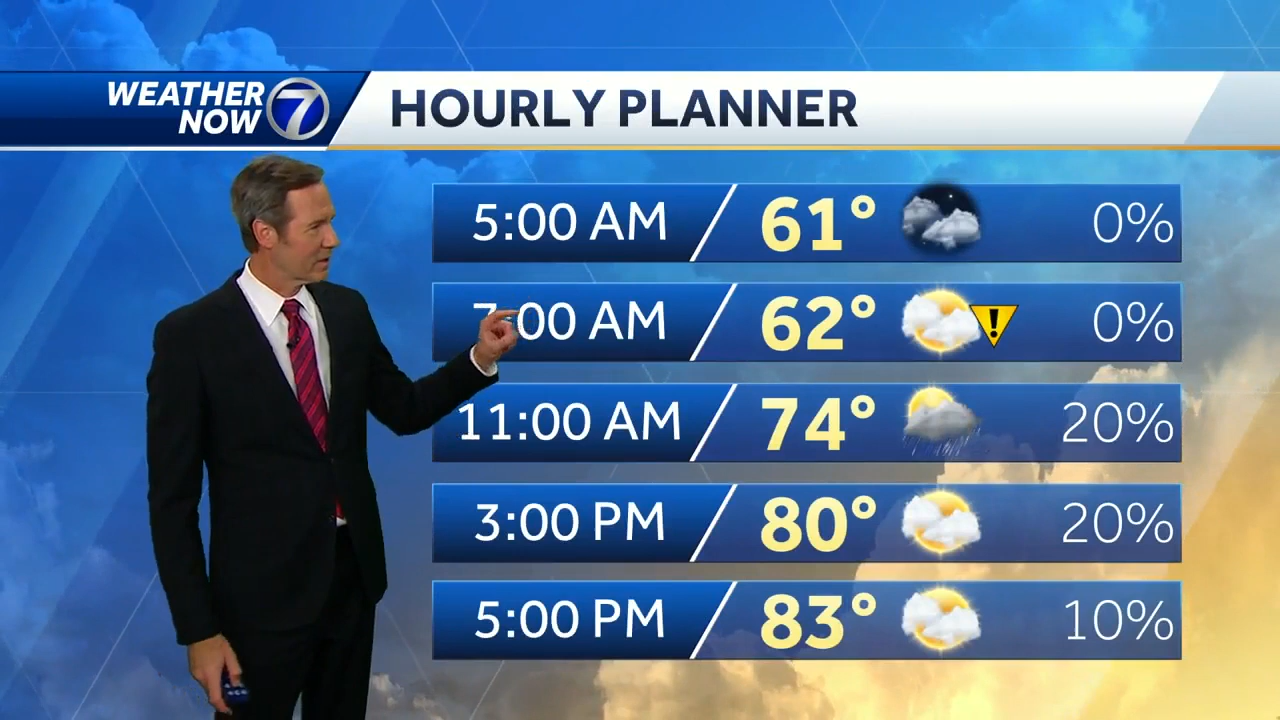 WEATHER
NOW 7
HOURLY PLANNER
5:00 AM 61° 0%
7:00 AM 62° ! 0%
11:00 AM 74° 20%
3:00 PM 80° 20%
5:00 PM 83° 10%